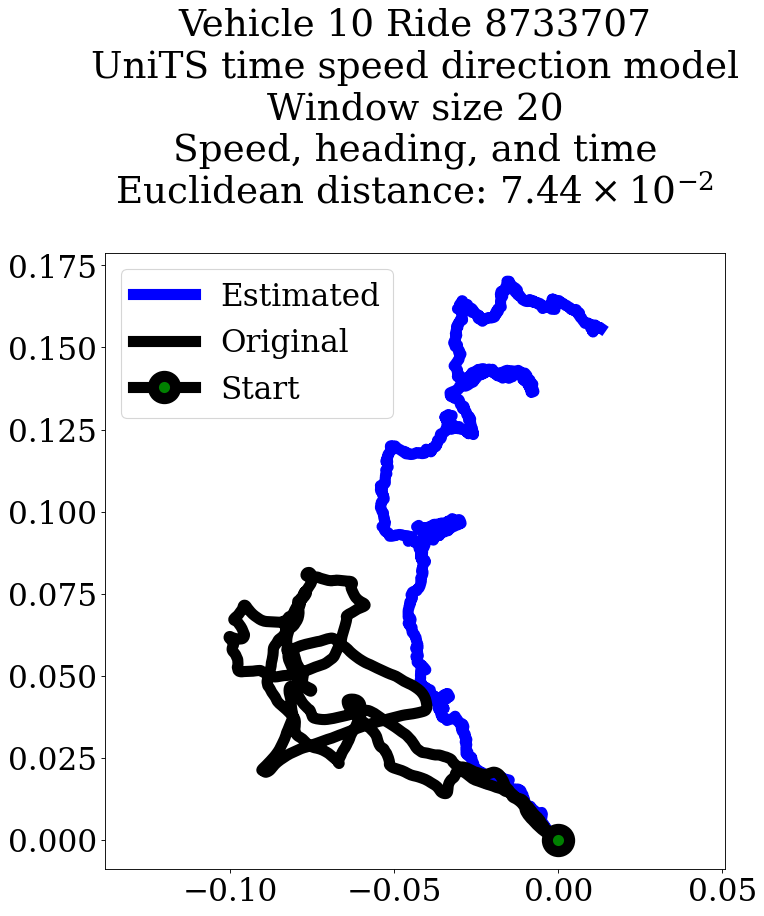 Vehicle 10 Ride 8733707
UniTS time speed direction model
Window size 20
Speed, heading, and time
Euclidean distance: $7.44 \times 10^{-2}$
0.175
0.150
0.125
0.100
0.075
0.050
0.025
0.000
Estimated
Original
Start
−0.10
−0.05
0.00
0.05